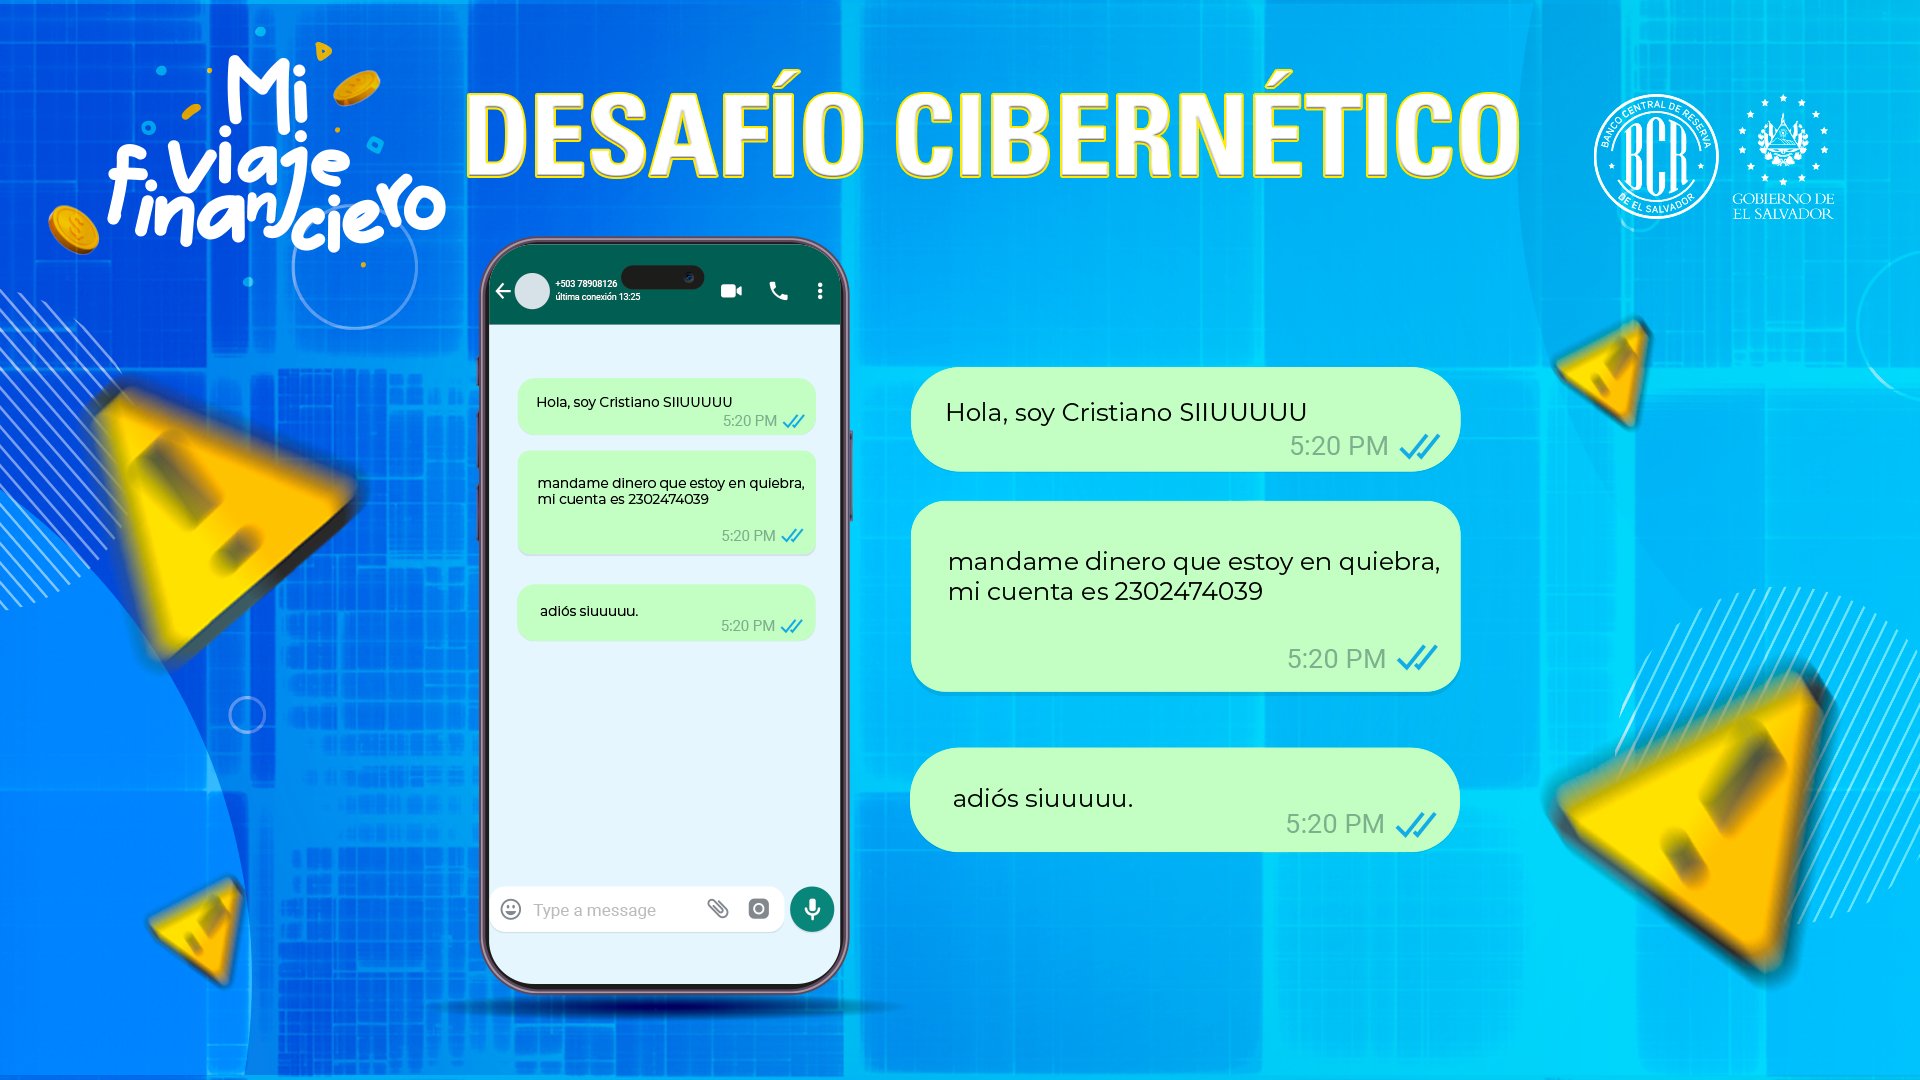 Mi
viaje
financiero
DESAFÍO CIBERNÉTICO
BANCO CENTRAL DE RESERVA
BCR
DE EL SALVADOR
GOBIERNO DE
EL SALVADOR
+503 78908126
última conexión 13:25
Hola, soy Cristiano SIIUUUUU
5:20 PM
mandame dinero que estoy en quiebra,
mi cuenta es 2302474039
5:20 PM
adiós siuuuuu.
5:20 PM
Type a message
Hola, soy Cristiano SIIUUUUU
5:20 PM
mandame dinero que estoy en quiebra,
mi cuenta es 2302474039
5:20 PM
adiós siuuuuu.
5:20 PM